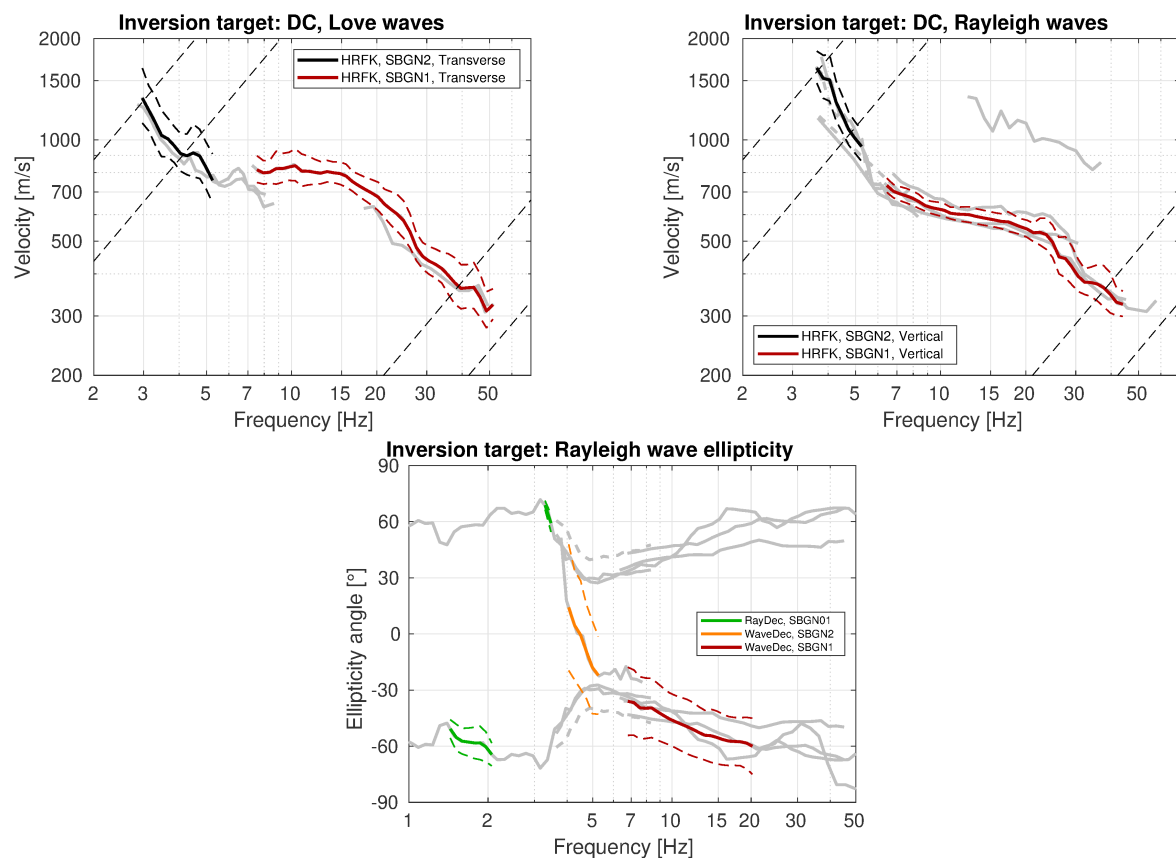 Inversion target: DC, Love waves
2000
1500
1000
700
500
300
200
Velocity [m/s]
HRFK, SBGN2, Transverse
HRFK, SBGN1, Transverse
2 3 5 7 10 15 20 30 50
Frequency [Hz]
Inversion target: DC, Rayleigh waves
2000
1500
1000
700
500
300
200
Velocity [m/s]
HRFK, SBGN2, Vertical
HRFK, SBGN1, Vertical
2 3 5 7 10 15 20 30 50
Frequency [Hz]
Inversion target: Rayleigh wave ellipticity
90
60
30
0
-30
-60
-90
Ellipticity angle [°]
RayDec, SBGN01
WaveDec, SBGN2
WaveDec, SBGN1
1 2 5 7 10 15 20 30 50
Frequency [Hz]